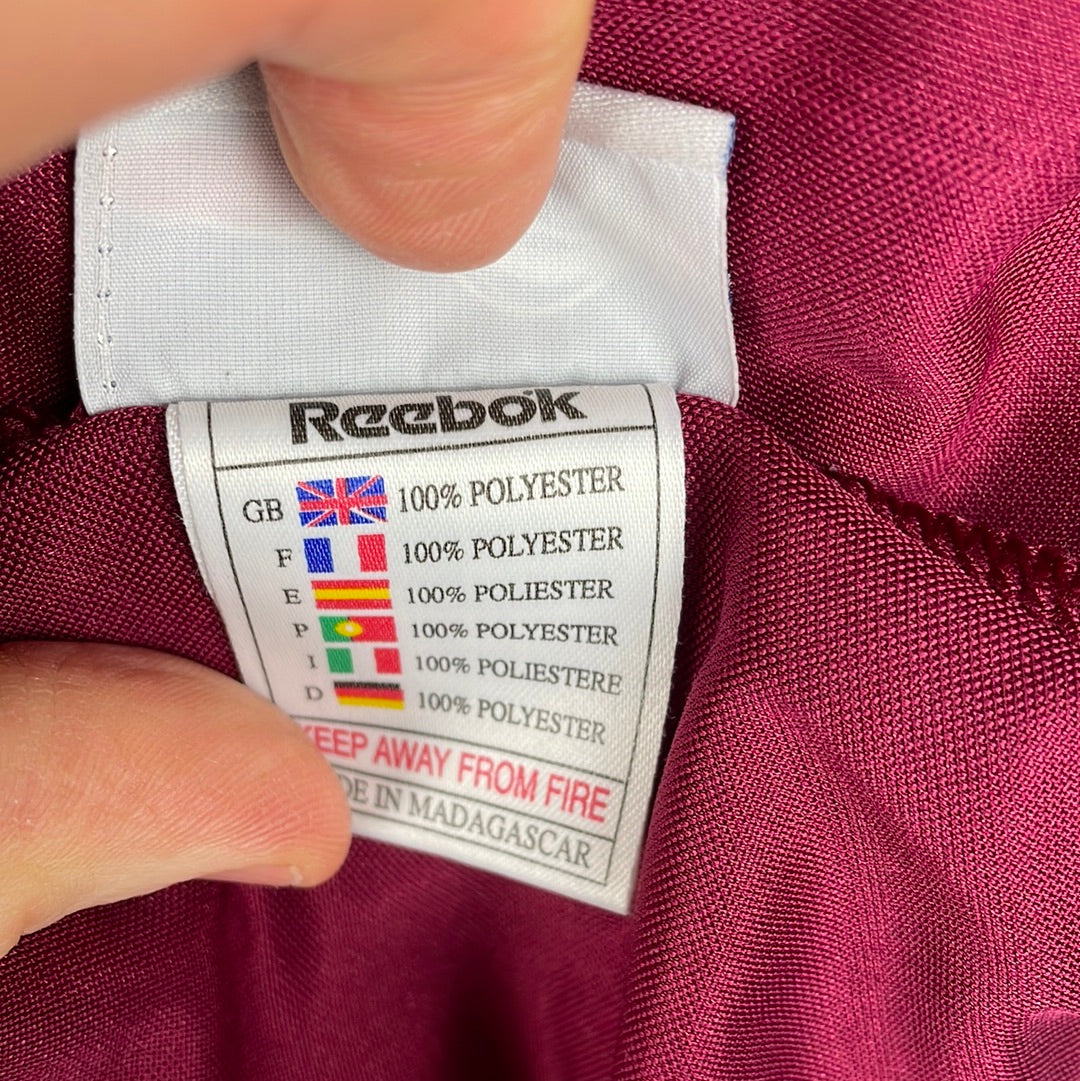 Reebok
GB 100% POLYESTER
F 100% POLYESTER
E 100% POLIESTER
P 100% POLYESTER
I 100% POLIESTERE
D 100% POLYESTER
KEEP AWAY FROM FIRE
DE IN MADAGASCAR